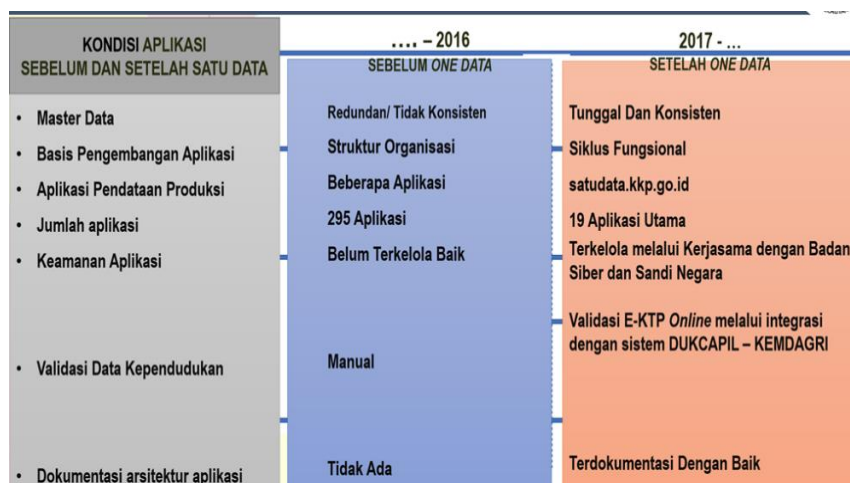 KONDISI APLIKASI
SEBELUM DAN SETELAH SATU DATA
.... – 2016
SEBELUM ONE DATA
2017 - ...
SETELAH ONE DATA
• Master Data
Redundan/ Tidak Konsisten
Tunggal Dan Konsisten
• Basis Pengembangan Aplikasi
Struktur Organisasi
Siklus Fungsional
• Aplikasi Pendataan Produksi
Beberapa Aplikasi
satudata.kkp.go.id
• Jumlah aplikasi
295 Aplikasi
19 Aplikasi Utama
• Keamanan Aplikasi
Belum Terkelola Baik
Terkelola melalui Kerjasama dengan Badan
Siber dan Sandi Negara
• Validasi Data Kependudukan
Manual
Validasi E-KTP Online melalui integrasi
dengan sistem DUKCAPIL – KEMDAGRI
• Dokumentasi arsitektur aplikasi
Tidak Ada
Terdokumentasi Dengan Baik